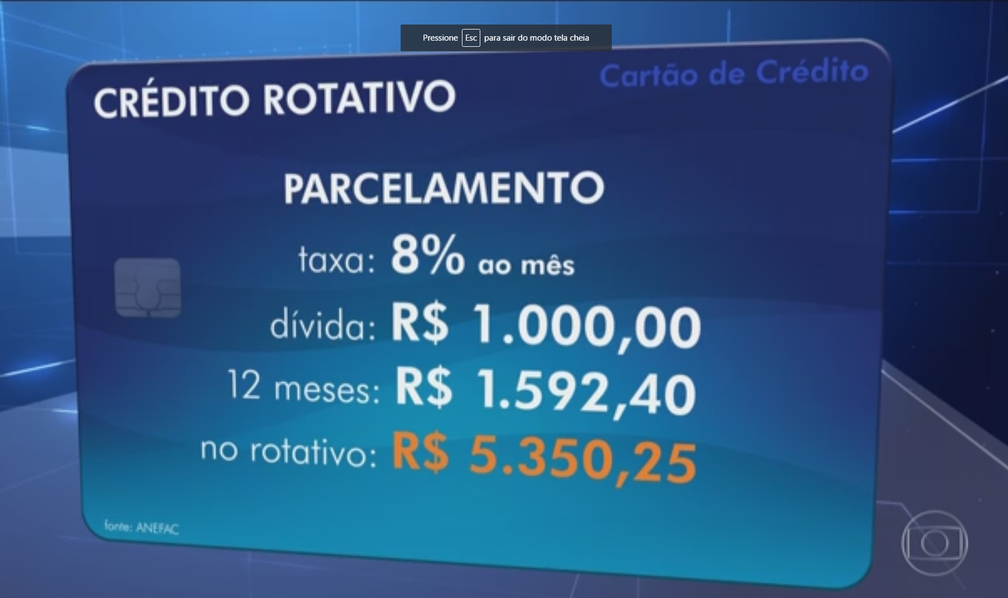 Pressione Esc para sair do modo tela cheia
Cartão de Crédito
CRÉDITO ROTATIVO
PARCELAMENTO
taxa: 8% ao mês
dívida: R$ 1.000,00
12 meses: R$ 1.592,40
no rotativo: R$ 5.350,25
fonte: ANEFAC